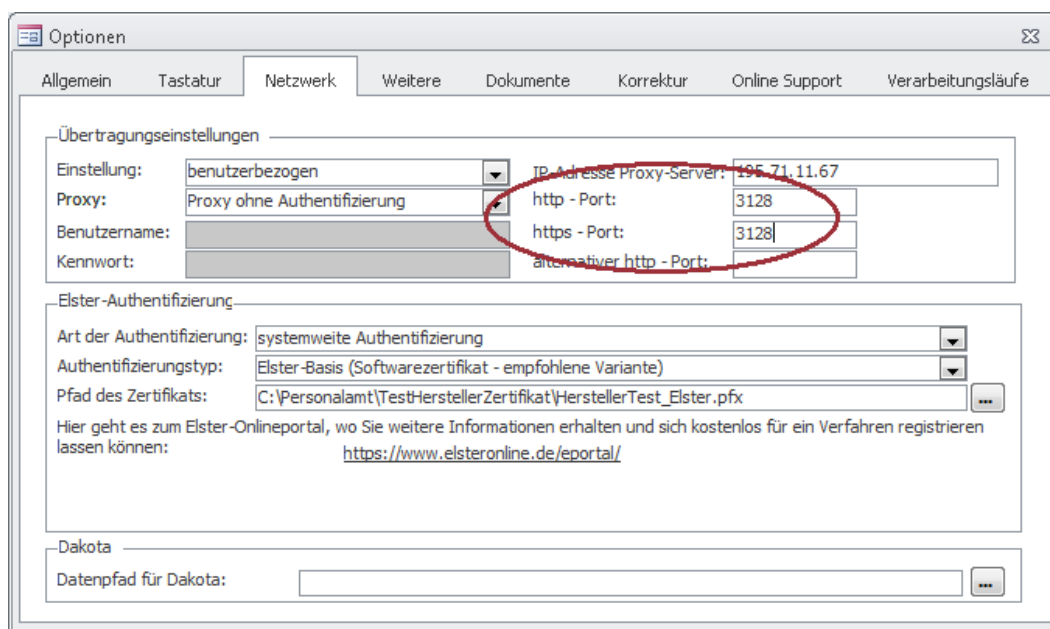 Optionen
Allgemein Tastatur Netzwerk Weitere Dokumente Korrektur Online Support Verarbeitungsläufe
Übertragungseinstellungen
Einstellung: benutzerbezogen IP-Adresse Proxy-Server: 195.71.11.67
Proxy: Proxy ohne Authentifizierung http - Port: 3128
Benutzername: https - Port: 3128
Kennwort: alternativer http - Port:
Elster-Authentifizierung
Art der Authentifizierung: systemweite Authentifizierung
Authentifizierungstyp: Elster-Basis (Softwarezertifikat - empfohlene Variante)
Pfad des Zertifikats: C:\Personalamt\TestHerstellerZertifikat\HerstellerTest_Elster.pfx ...
Hier geht es zum Elster-Onlineportal, wo Sie weitere Informationen erhalten und sich kostenlos für ein Verfahren registrieren
lassen können:
https://www.elsteronline.de/eportal/
Dakota
Datenpfad für Dakota: ...